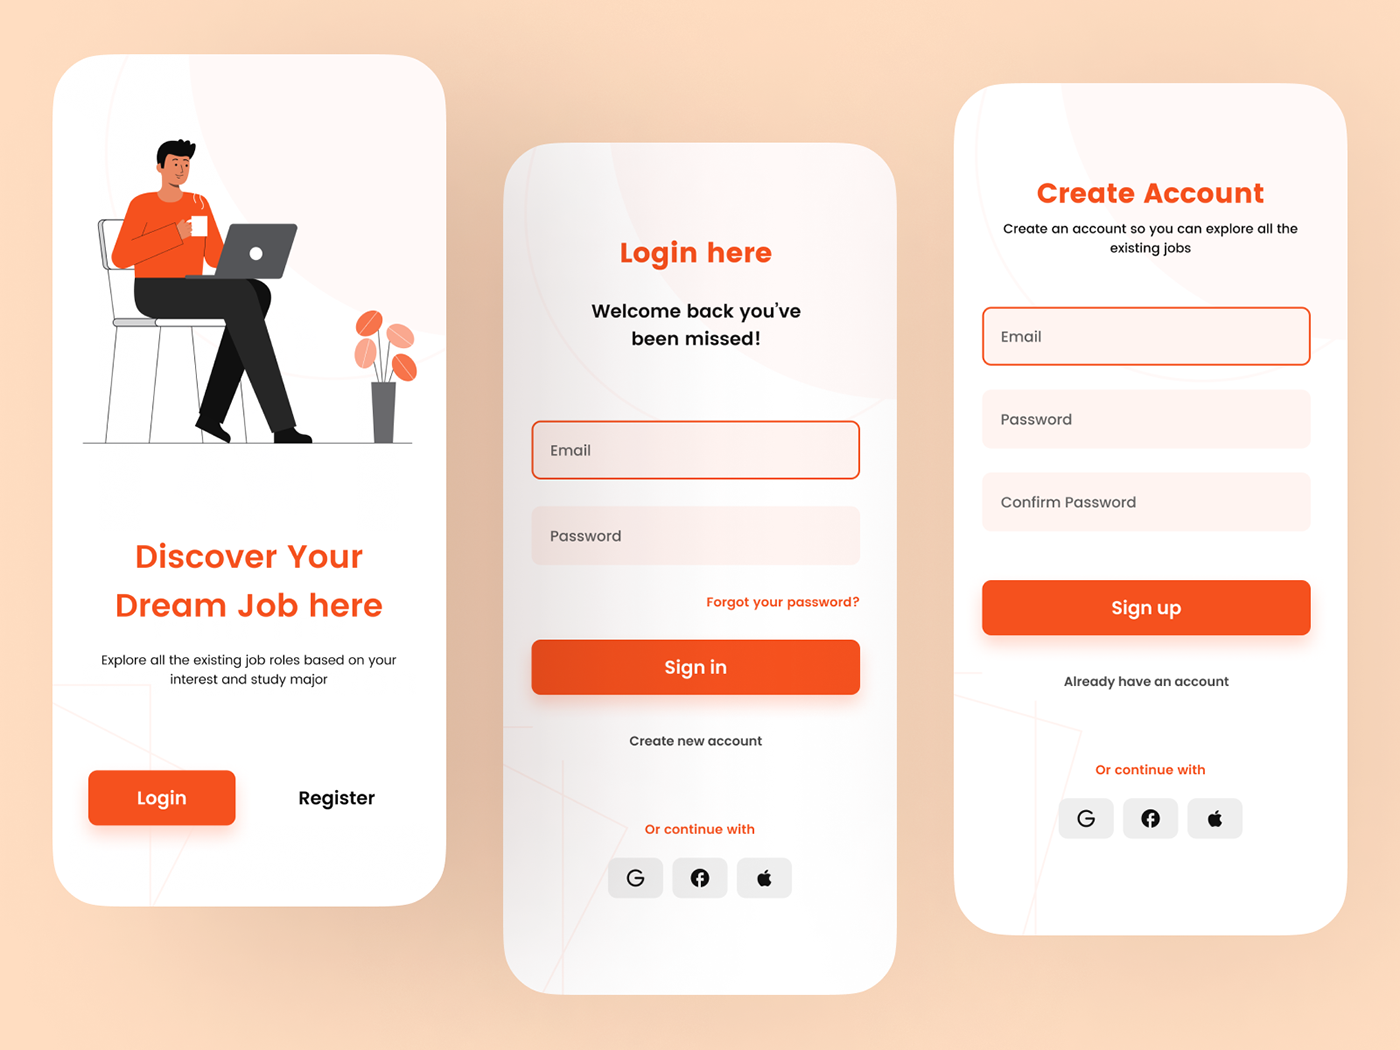 Discover Your
Dream Job here
Explore all the existing job roles based on your
interest and study major
Login
Register
Login here
Welcome back you’ve
been missed!
Email
Password
Forgot your password?
Sign in
Create new account
Or continue with
Create Account
Create an account so you can explore all the
existing jobs
Email
Password
Confirm Password
Sign up
Already have an account
Or continue with